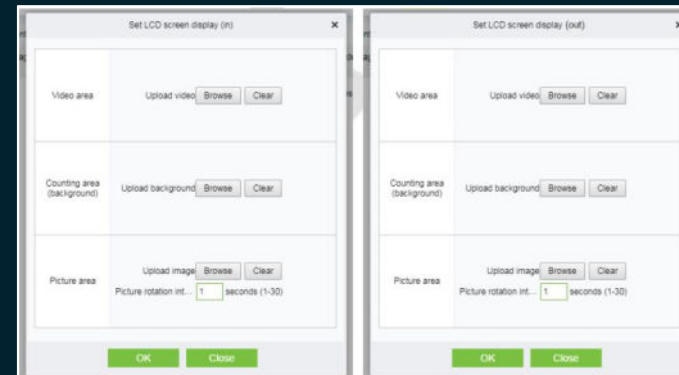 Set LCD screen display (in) ×
Video area
Upload video Browse Clear
Counting area
(background)
Upload background Browse Clear
Picture area
Upload image Browse Clear
Picture rotation int... 1 seconds (1-30)
OK Close
Set LCD screen display (out)
Video area
Upload video Browse Clear
Counting area
(background)
Upload background Browse Clear
Picture area
Upload image Browse Clear
Picture rotation int... 1 seconds (1-30)
OK Close